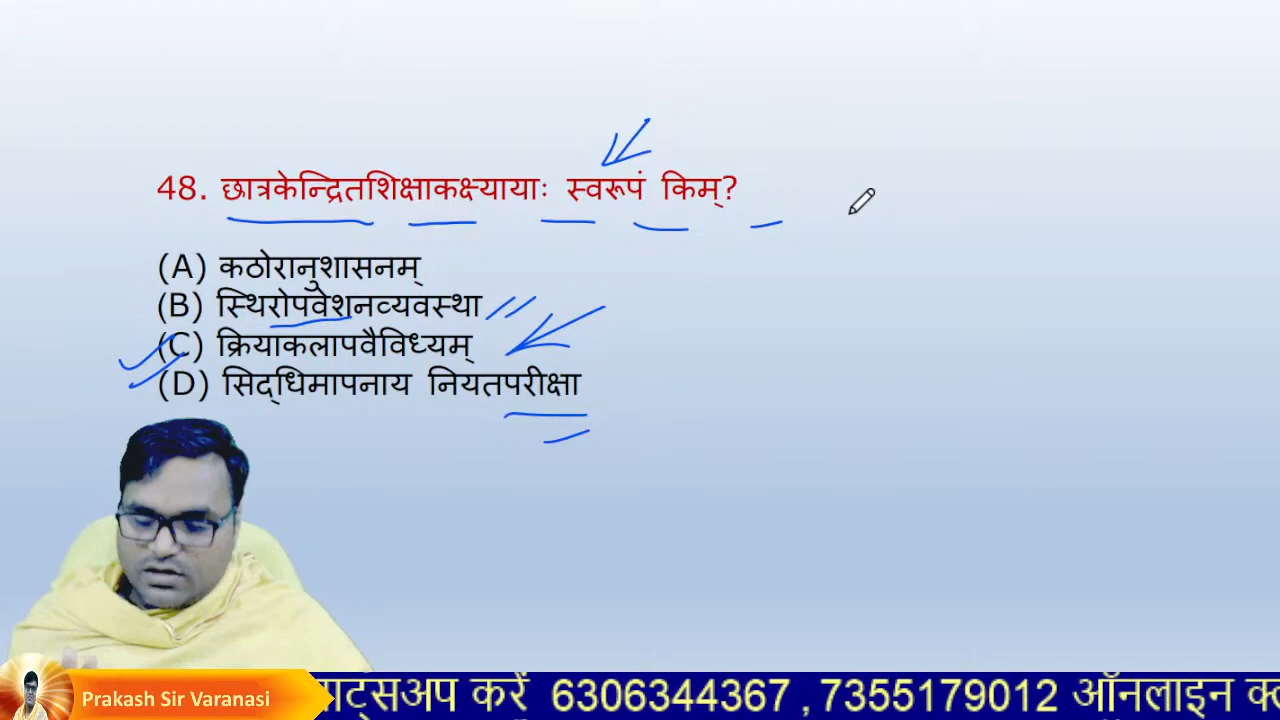 48. छात्रकेन्द्रितशिक्षाकक्ष्यायाः स्वरूपं किम्?
(A) कठोरानुशासनम्
(B) स्थिरोपवेशनव्यवस्था
(C) क्रियाकलापवैविध्यम्
(D) सिद्धिमापनाय नियतपरीक्षा
Prakash Sir Varanasi
करें 6306344367 , 7355179012 ऑनलाइन